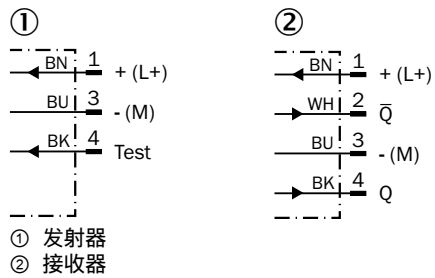 ① ②
BN 1 + (L+)
BU 3 - (M)
BK 4 Test
BN 1 + (L+)
WH 2 Q̅
BU 3 - (M)
BK 4 Q
① 发射器
② 接收器